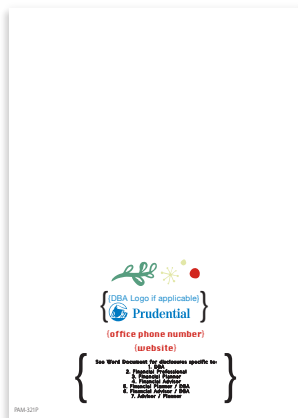 {DBA Logo if applicable}
Prudential
(office phone number)
(website)
See Word Document for disclosures specific to:
1. DBA
2. Financial Professional
3. Financial Planner
4. Financial Advisor
5. Financial Planner / DBA
6. Financial Advisor / DBA
7. Advisor / Planner
PAM-321P